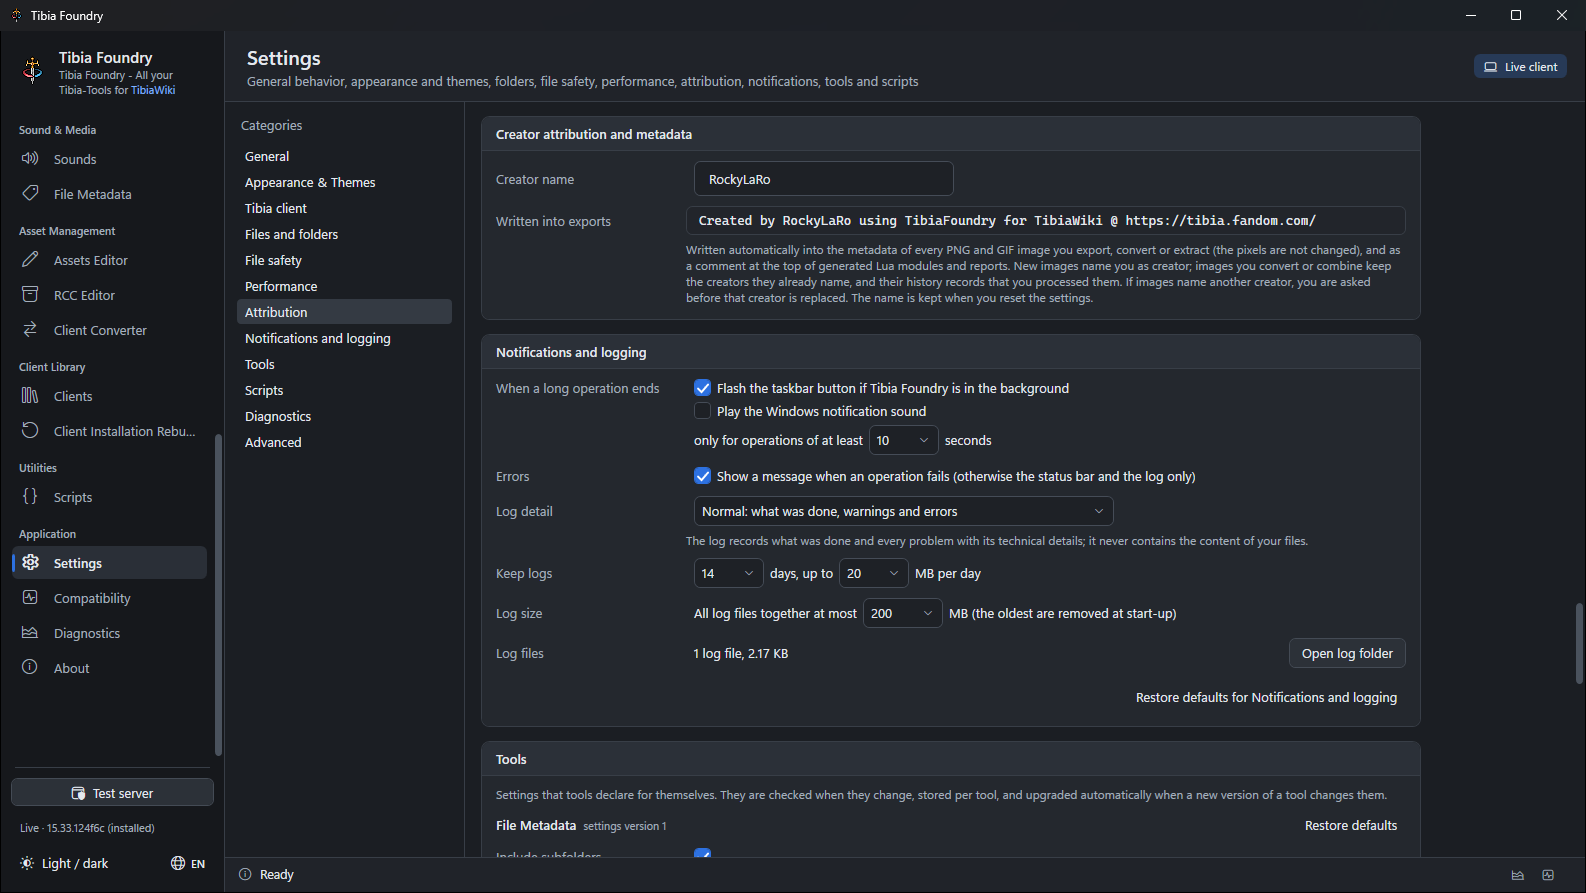 Tibia Foundry
Tibia Foundry
Tibia Foundry - All your
Tibia-Tools for TibiaWiki
Sound & Media
Sounds
File Metadata
Asset Management
Assets Editor
RCC Editor
Client Converter
Client Library
Clients
Client Installation Rebu...
Utilities
Scripts
Application
Settings
Compatibility
Diagnostics
About
Test server
Live · 15.33.124f6c (installed)
Light / dark
EN
Settings
General behavior, appearance and themes, folders, file safety, performance, attribution, notifications, tools and scripts
Live client
Categories
General
Appearance & Themes
Tibia client
Files and folders
File safety
Performance
Attribution
Notifications and logging
Tools
Scripts
Diagnostics
Advanced
Creator attribution and metadata
Creator name
RockyLaRo
Written into exports
Created by RockyLaRo using TibiaFoundry for TibiaWiki @ https://tibia.fandom.com/
Written automatically into the metadata of every PNG and GIF image you export, convert or extract (the pixels are not changed), and as
a comment at the top of generated Lua modules and reports. New images name you as creator; images you convert or combine keep
the creators they already name, and their history records that you processed them. If images name another creator, you are asked
before that creator is replaced. The name is kept when you reset the settings.
Notifications and logging
When a long operation ends
Flash the taskbar button if Tibia Foundry is in the background
Play the Windows notification sound
only for operations of at least 10 seconds
Errors
Show a message when an operation fails (otherwise the status bar and the log only)
Log detail
Normal: what was done, warnings and errors
The log records what was done and every problem with its technical details; it never contains the content of your files.
Keep logs
14 days, up to 20 MB per day
Log size
All log files together at most 200 MB (the oldest are removed at start-up)
Log files
1 log file, 2.17 KB
Open log folder
Restore defaults for Notifications and logging
Tools
Settings that tools declare for themselves. They are checked when they change, stored per tool, and upgraded automatically when a new version of a tool changes them.
File Metadata settings version 1
Restore defaults
Include subfolders
Ready